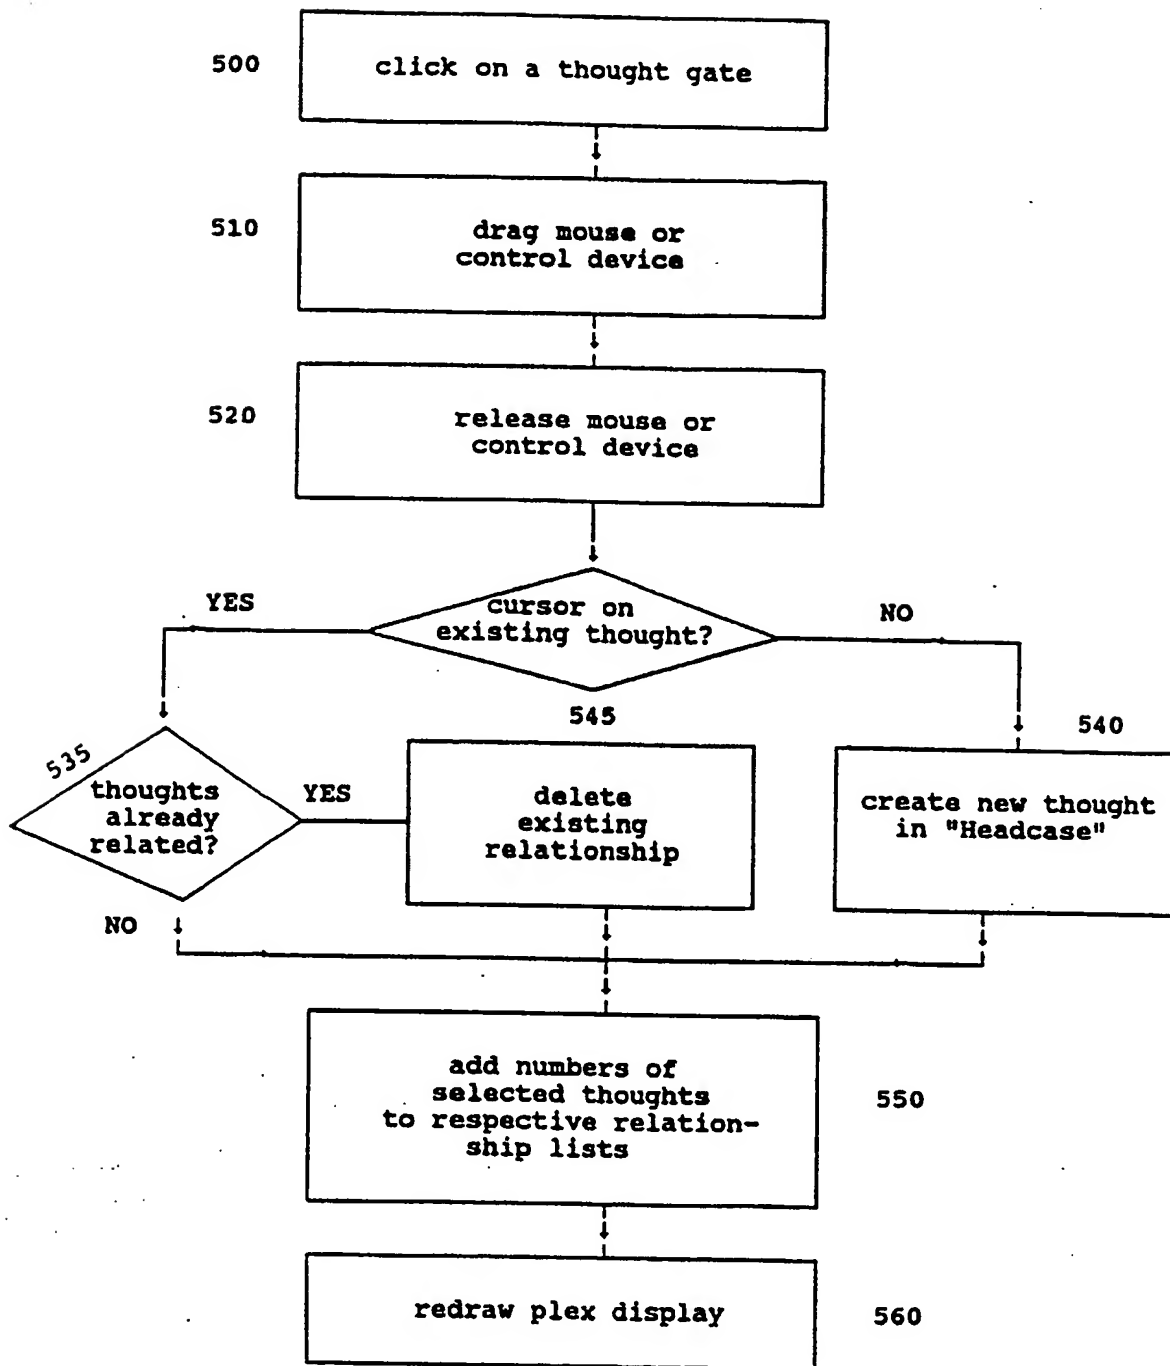 500
click on a thought gate
510
drag mouse or
control device
520
release mouse or
control device
YES
cursor on
existing thought?
NO
545
540
535
thoughts
already
related?
YES
delete
existing
relationship
create new thought
in "Headcase"
NO
add numbers of
selected thoughts
to respective relation-
ship lists
550
redraw plex display
560